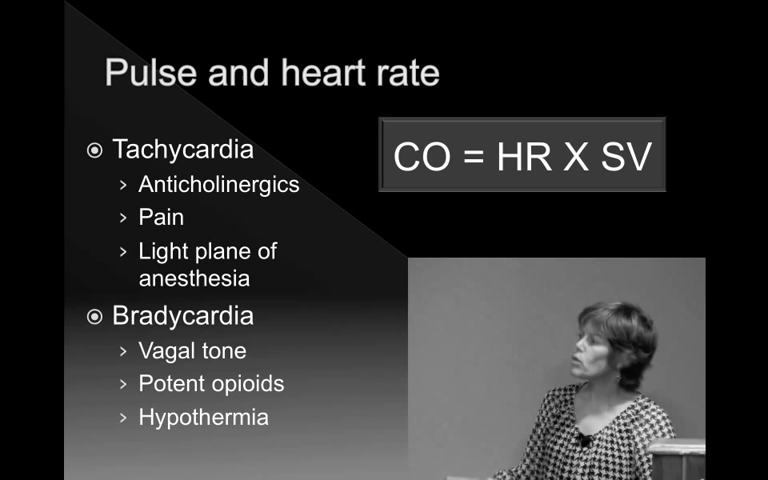 Pulse and heart rate
CO = HR X SV
Tachycardia
Anticholinergics
Pain
Light plane of
anesthesia
Bradycardia
Vagal tone
Potent opioids
Hypothermia